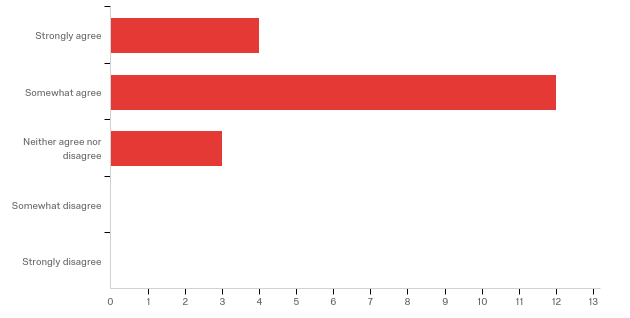 Strongly agree
Somewhat agree
Neither agree nor
disagree
Somewhat disagree
Strongly disagree
0 1 2 3 4 5 6 7 8 9 10 11 12 13